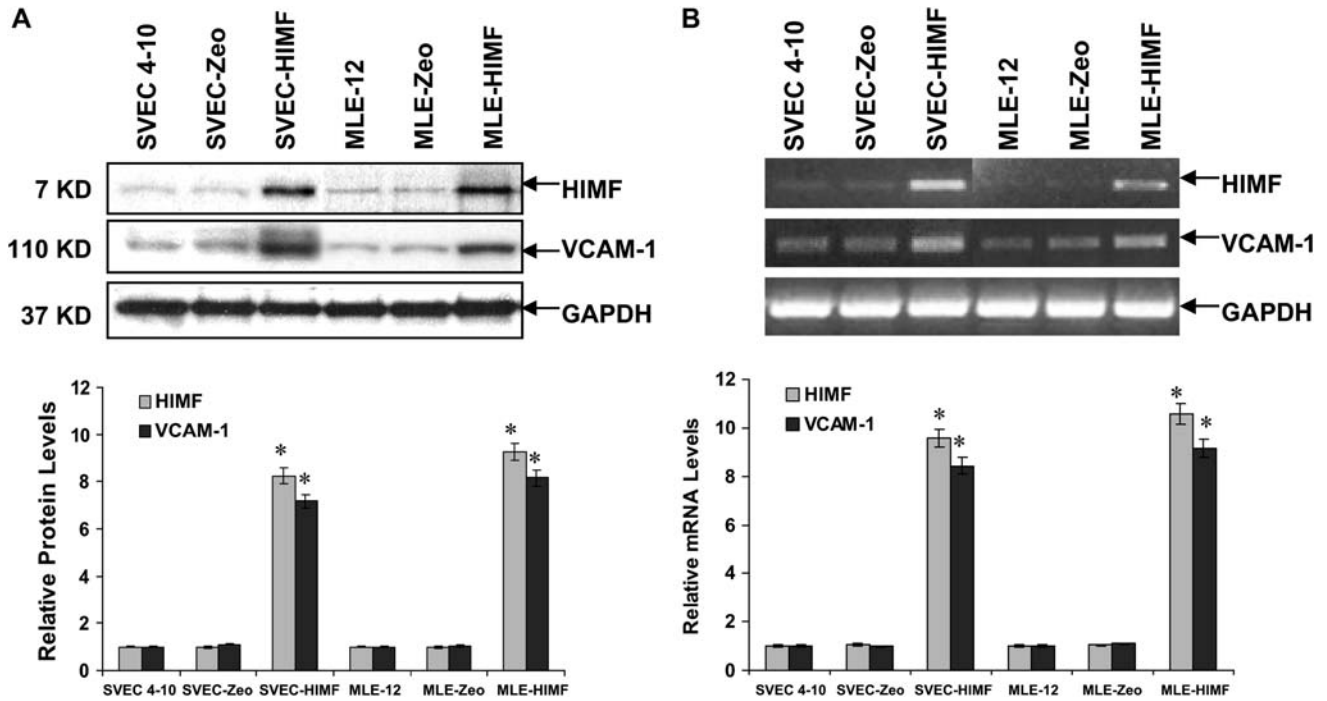 A
SVEC 4-10
SVEC-Zeo
SVEC-HIMF
MLE-12
MLE-Zeo
MLE-HIMF
7 KD
HIMF
110 KD
VCAM-1
37 KD
GAPDH
Relative Protein Levels
12
10
8
6
4
2
0
HIMF
VCAM-1
*
*
*
*
SVEC 4-10
SVEC-Zeo
SVEC-HIMF
MLE-12
MLE-Zeo
MLE-HIMF
B
SVEC 4-10
SVEC-Zeo
SVEC-HIMF
MLE-12
MLE-Zeo
MLE-HIMF
HIMF
VCAM-1
GAPDH
Relative mRNA Levels
12
10
8
6
4
2
0
HIMF
VCAM-1
*
*
*
*
SVEC 4-10
SVEC-Zeo
SVEC-HIMF
MLE-12
MLE-Zeo
MLE-HIMF